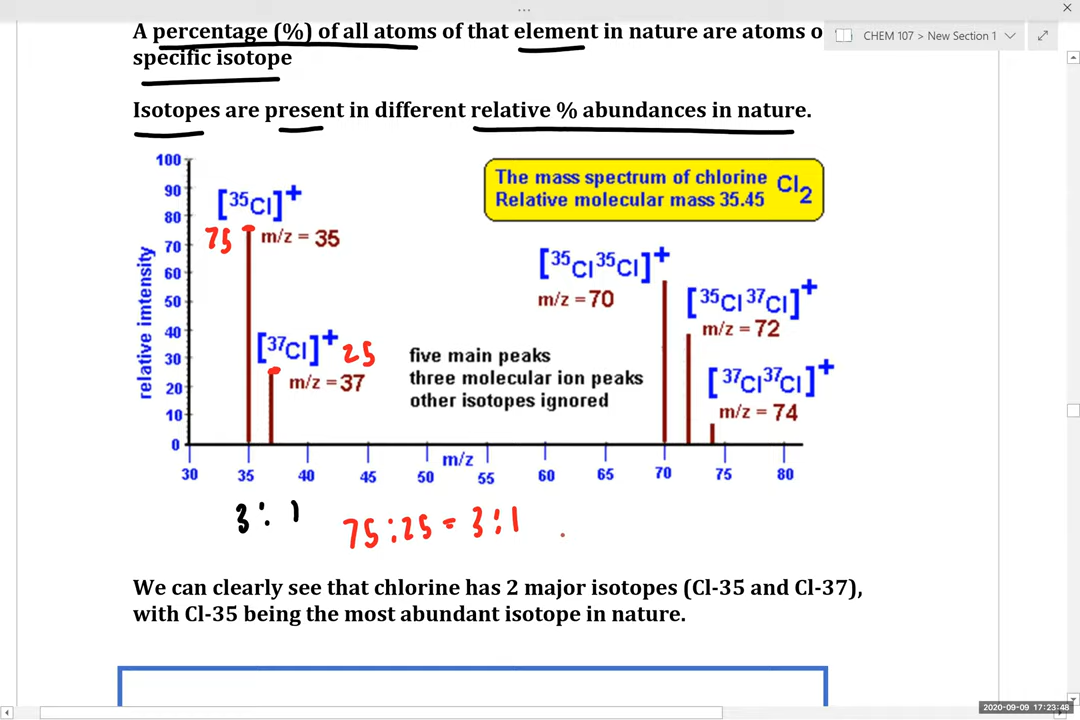 CHEM 107 > New Section 1
A percentage (%) of all atoms of that element in nature are atoms o
specific isotope
Isotopes are present in different relative % abundances in nature.
The mass spectrum of chlorine Cl2
Relative molecular mass 35.45
relative imtensity
100
90
80
70
60
50
40
30
20
10
0
[35Cl]+
75
m/z = 35
[37Cl]+ 25
m/z = 37
five main peaks
three molecular ion peaks
other isotopes ignored
[35Cl35Cl]+
m/z = 70
[35Cl37Cl]+
m/z = 72
[37Cl37Cl]+
m/z = 74
30 35 40 45 50 55 60 65 70 75 80
m/z
3 : 1
75 : 25 = 3 : 1
We can clearly see that chlorine has 2 major isotopes (Cl-35 and Cl-37),
with Cl-35 being the most abundant isotope in nature.
2020-09-09 17:23:48